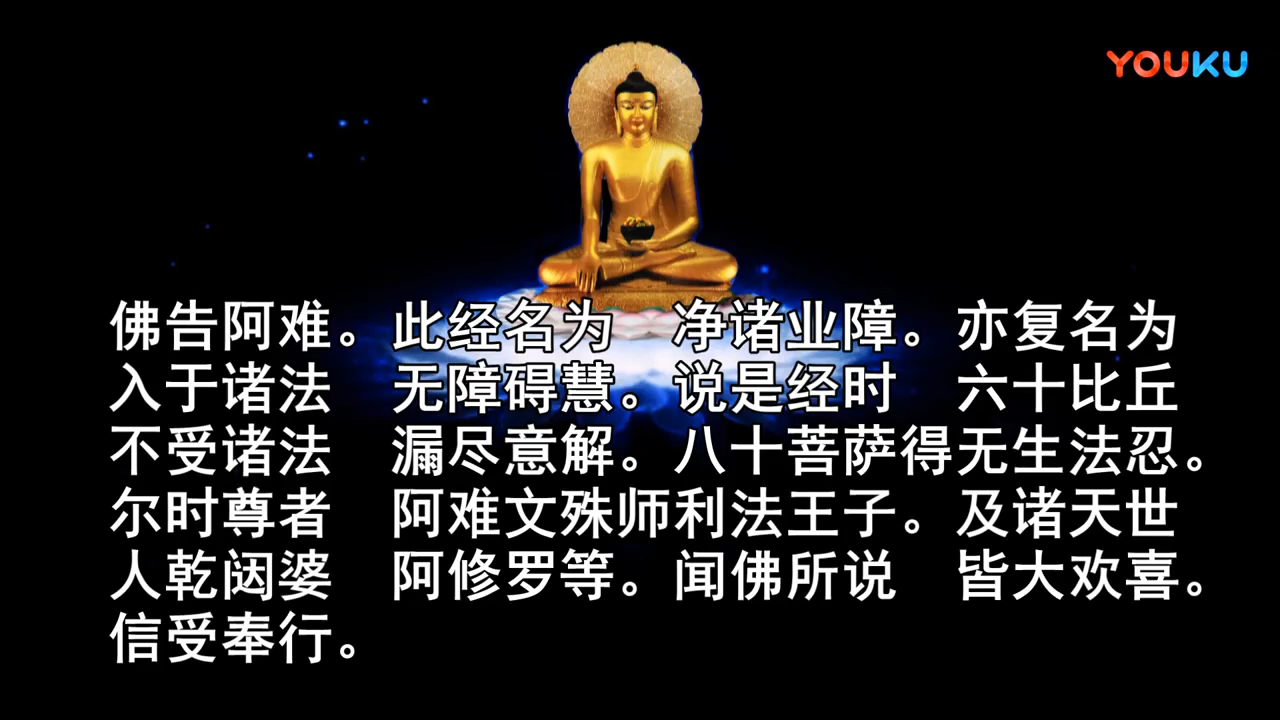 YOUKU
佛告阿难。此经名为　净诸业障。亦复名为
入于诸法　无障碍慧。说是经时　六十比丘
不受诸法　漏尽意解。八十菩萨得无生法忍。
尔时尊者　阿难文殊师利法王子。及诸天世
人乾闼婆　阿修罗等。闻佛所说　皆大欢喜。
信受奉行。